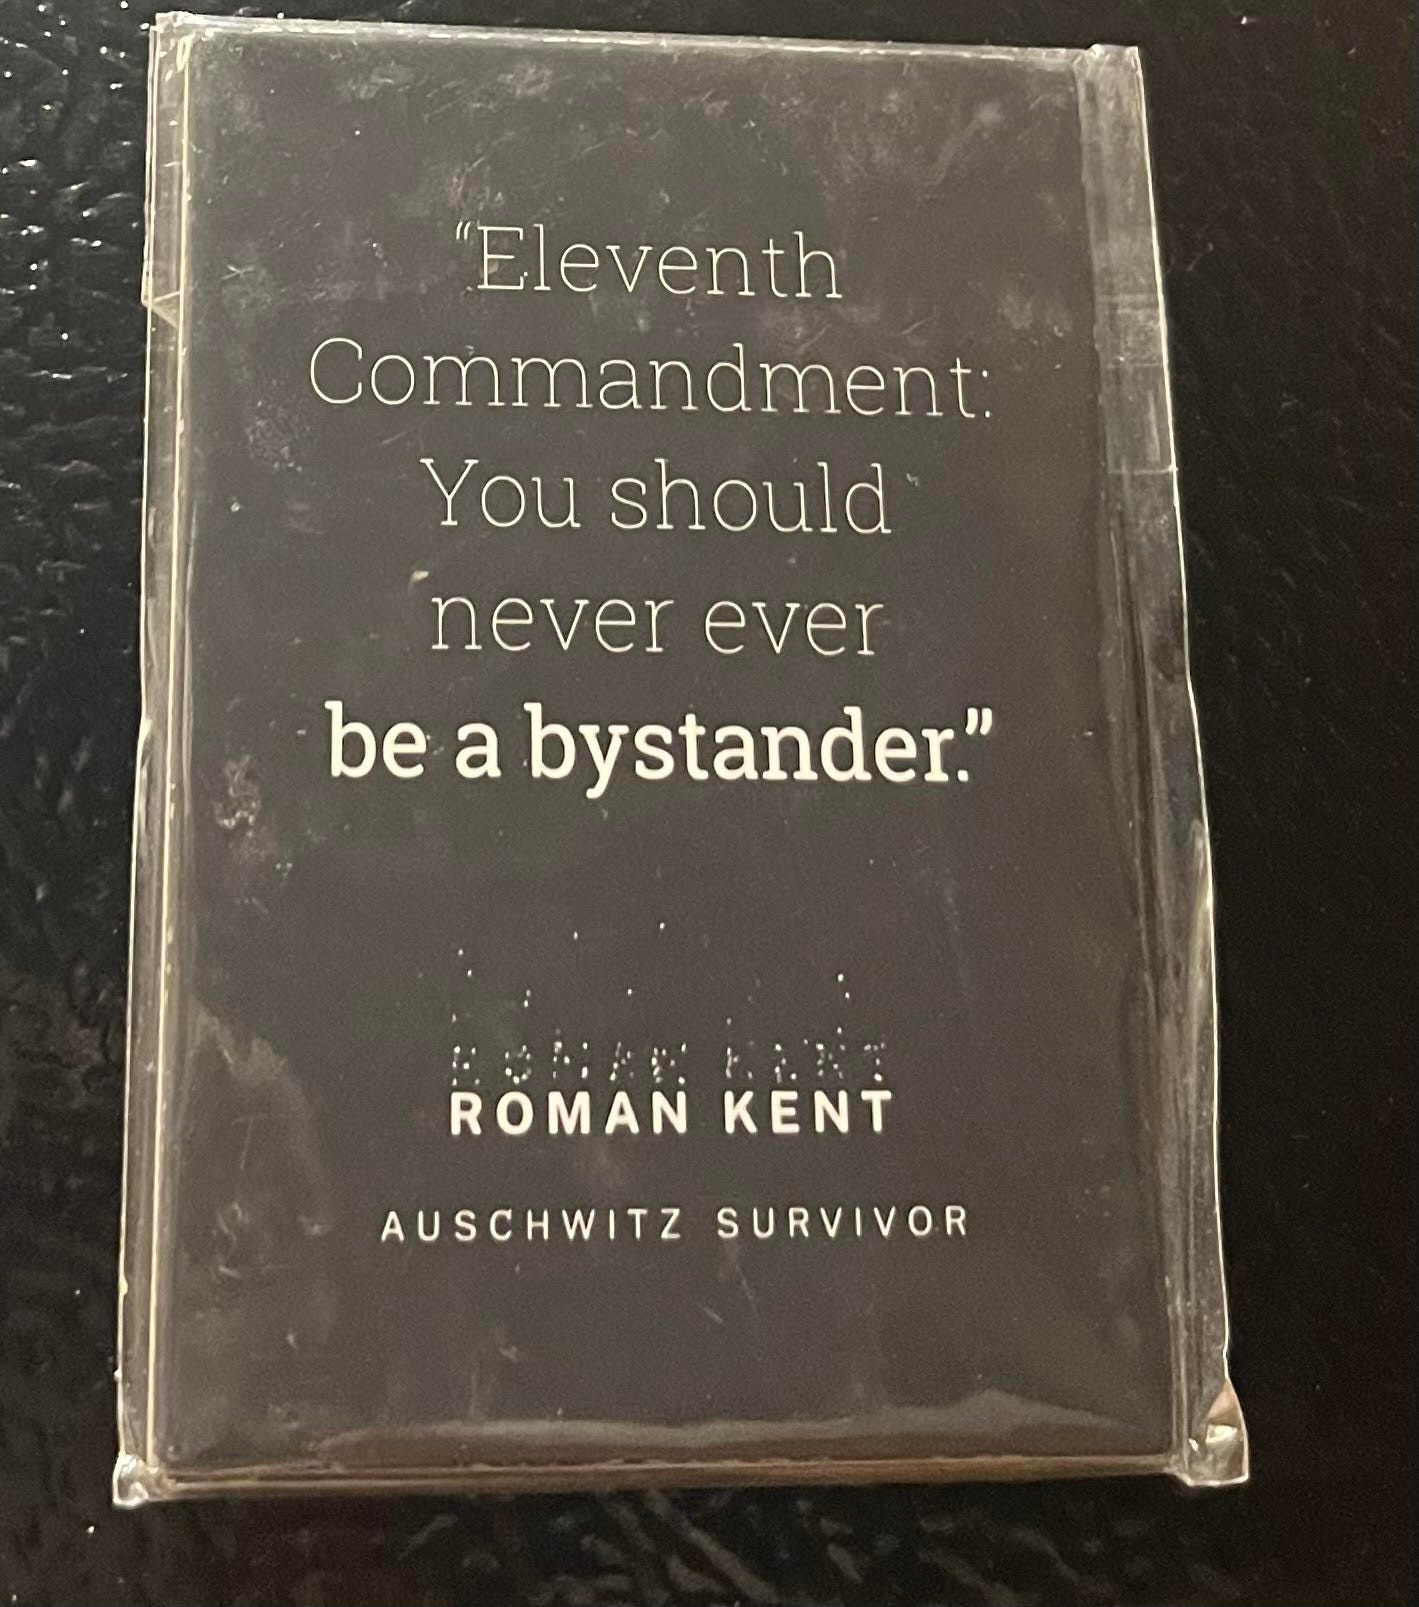 “Eleventh
Commandment:
You should
never ever
be a bystander.”
ROMAN KENT
AUSCHWITZ SURVIVOR